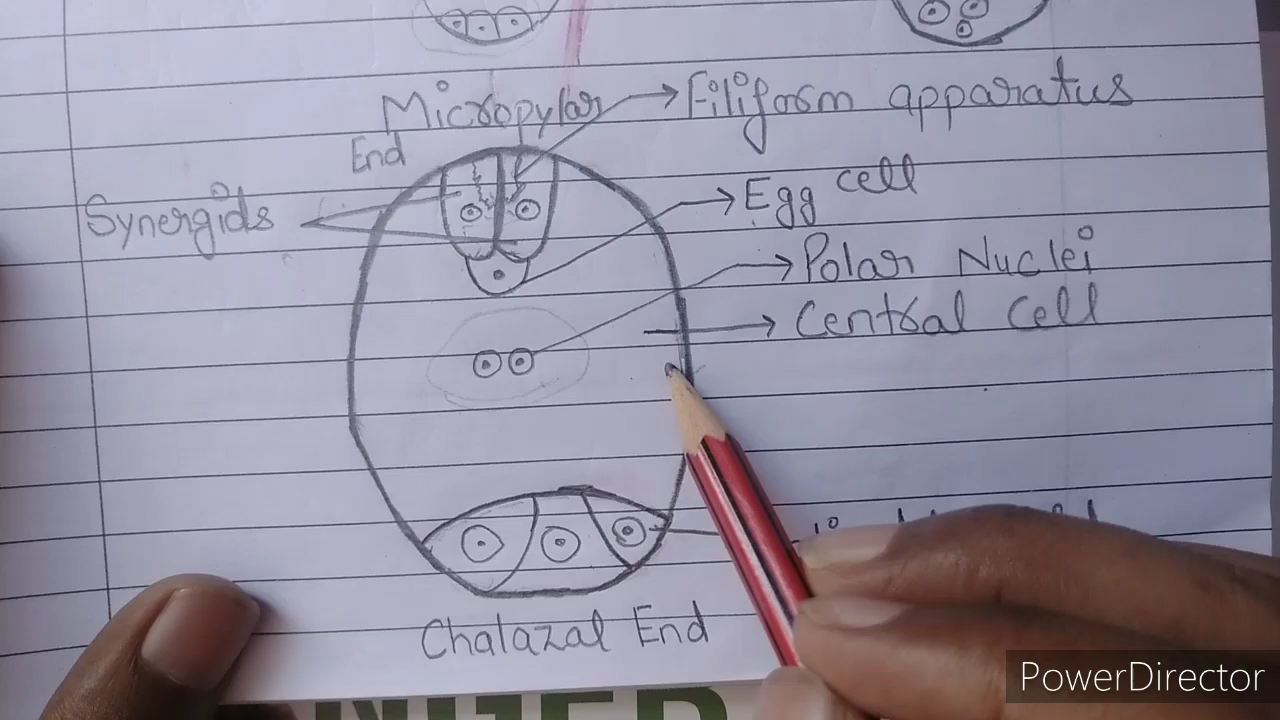 Micropylar
End
Filiform apparatus
Synergids
Egg cell
Polar Nuclei
Central Cell
Chalazal End
PowerDirector